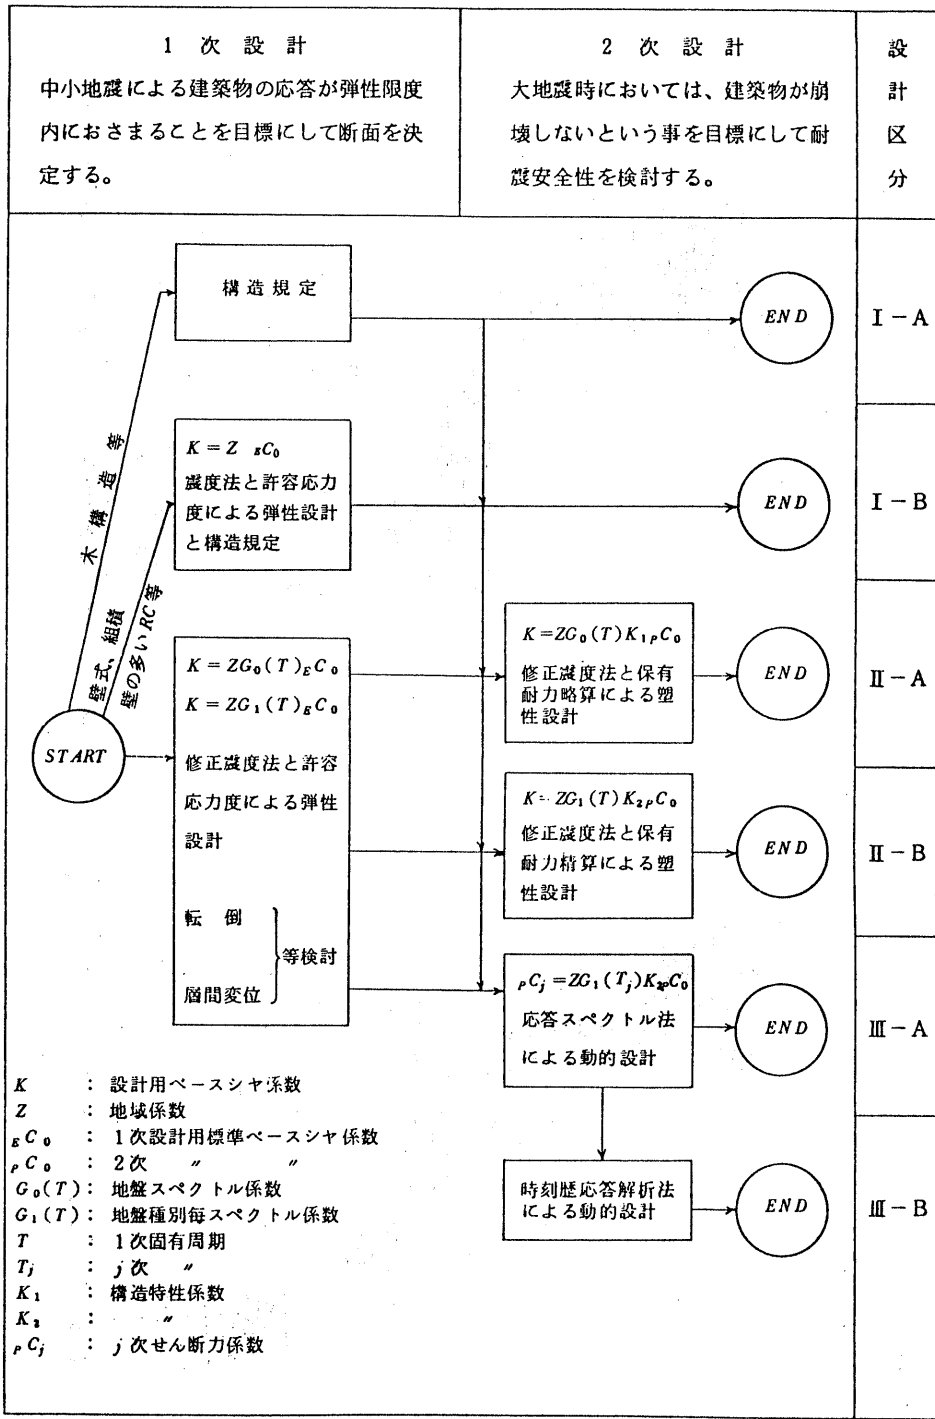 1 次 設 計
中小地震による建築物の応答が弾性限度
内におさまることを目標にして断面を決
定する。
2 次 設 計
大地震時においては、建築物が崩
壊しないという事を目標にして耐
震安全性を検討する。
設
計
区
分
構 造 規 定
END
I－A
木 構 造 等
K = Z ᴇC₀
震度法と許容応力
度による弾性設計
と構造規定
END
I－B
壁式、組積
壁の多いRC等
START
K = ZG₀(T)ᴇC₀
K = ZG₁(T)ᴇC₀
修正震度法と許容
応力度による弾性
設計
転 倒
層間変位
等検討
K=ZG₀(T)K₁ₚC₀
修正震度法と保有
耐力略算による塑
性設計
END
II－A
K=ZG₁(T)K₂ₚC₀
修正震度法と保有
耐力精算による塑
性設計
END
II－B
ₚCⱼ=ZG₁(Tⱼ)K₂ₚC₀
応答スペクトル法
による動的設計
END
III－A
時刻歴応答解析法
による動的設計
END
III－B
K : 設計用ベースシヤ係数
Z : 地域係数
ᴇC₀ : 1次設計用標準ベースシヤ係数
ₚC₀ : 2次 〃 〃
G₀(T): 地盤スペクトル係数
G₁(T): 地盤種別毎スペクトル係数
T : 1次固有周期
Tⱼ : j次 〃
K₁ : 構造特性係数
K₂ : 〃
ₚCⱼ : j次せん断力係数